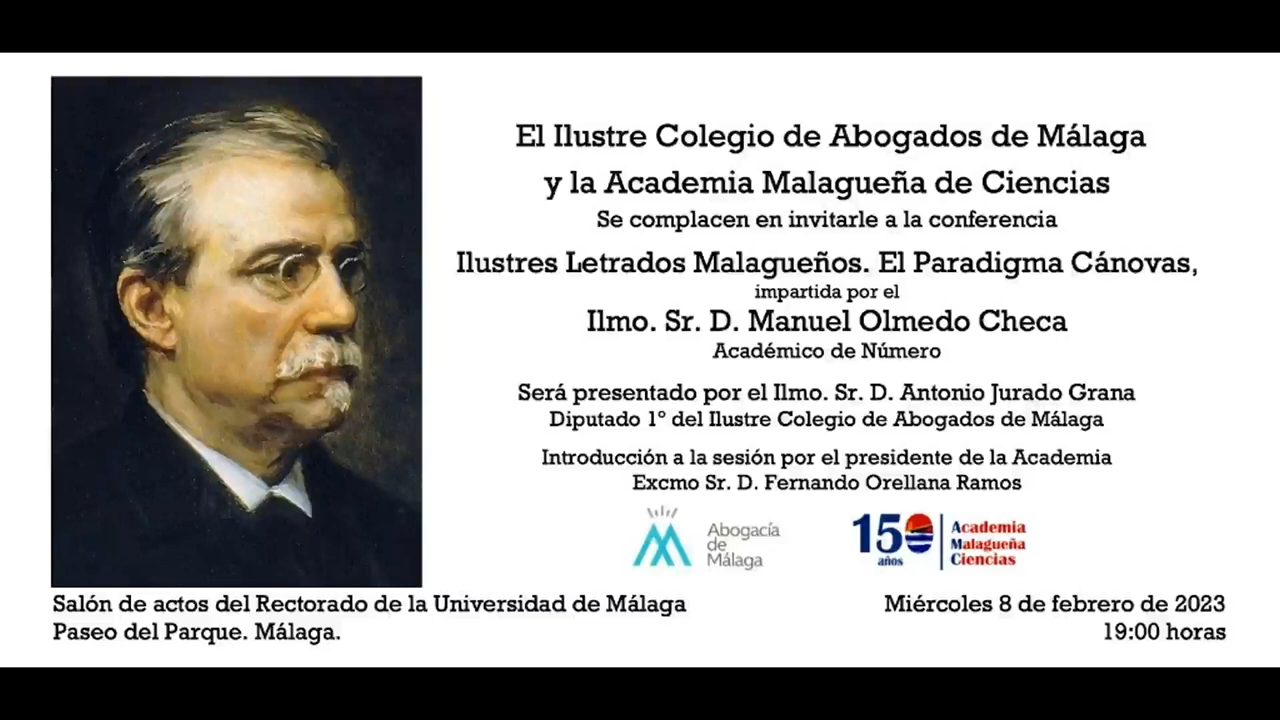 El Ilustre Colegio de Abogados de Málaga
y la Academia Malagueña de Ciencias
Se complacen en invitarle a la conferencia
Ilustres Letrados Malagueños. El Paradigma Cánovas,
impartida por el
Ilmo. Sr. D. Manuel Olmedo Checa
Académico de Número
Será presentado por el Ilmo. Sr. D. Antonio Jurado Grana
Diputado 1º del Ilustre Colegio de Abogados de Málaga
Introducción a la sesión por el presidente de la Academia
Excmo Sr. D. Fernando Orellana Ramos
Abogacía
de
Málaga
150
años
Academia
Malagueña
Ciencias
Salón de actos del Rectorado de la Universidad de Málaga
Paseo del Parque. Málaga.
Miércoles 8 de febrero de 2023
19:00 horas